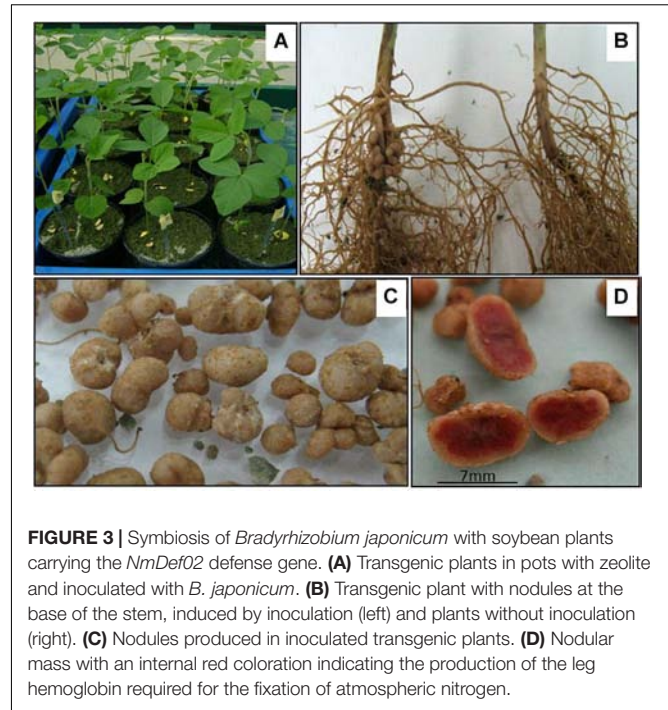 A
B
C
D
7mm
FIGURE 3 | Symbiosis of Bradyrhizobium japonicum with soybean plants
carrying the NmDef02 defense gene. (A) Transgenic plants in pots with zeolite
and inoculated with B. japonicum. (B) Transgenic plant with nodules at the
base of the stem, induced by inoculation (left) and plants without inoculation
(right). (C) Nodules produced in inoculated transgenic plants. (D) Nodular
mass with an internal red coloration indicating the production of the leg
hemoglobin required for the fixation of atmospheric nitrogen.